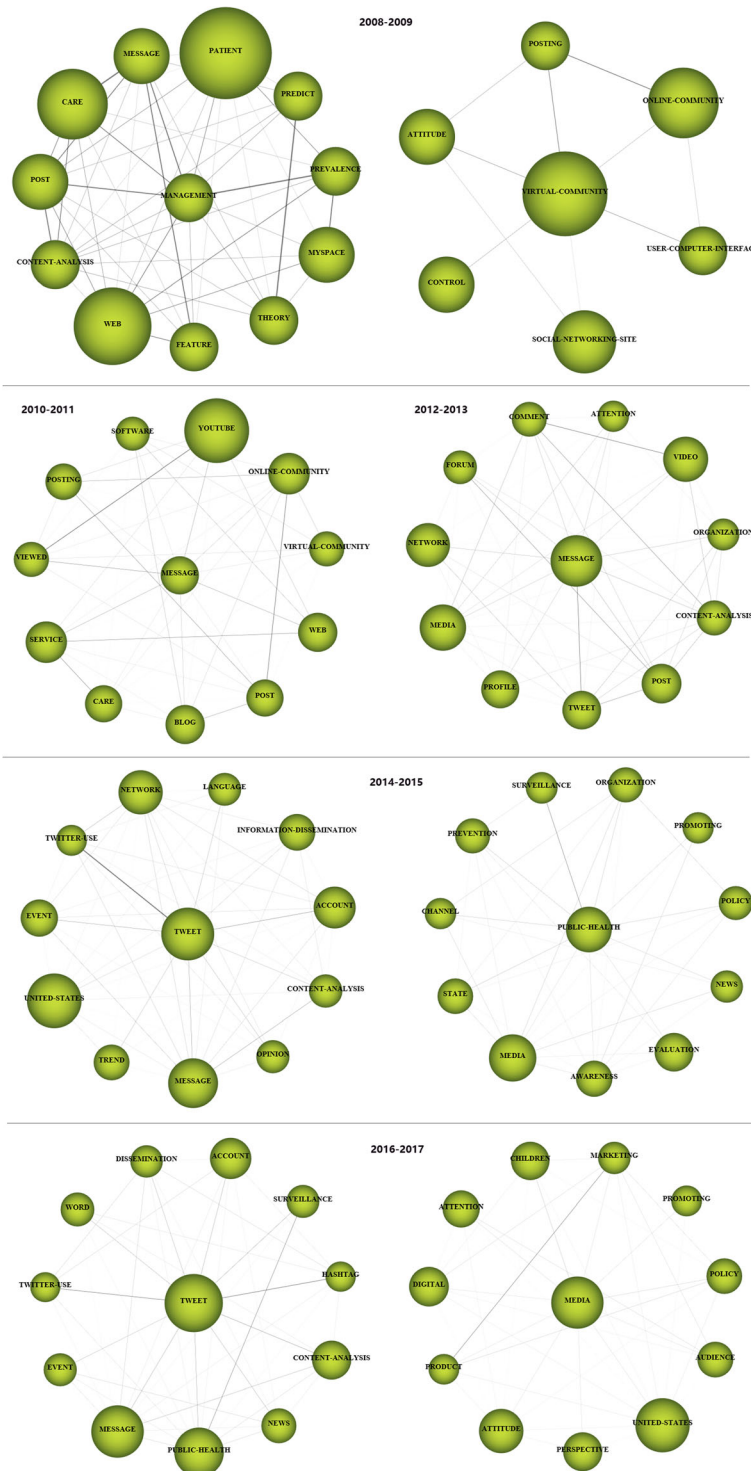 2008-2009
PATIENT
MESSAGE
CARE
PREDICT
POST
PREVALENCE
MANAGEMENT
CONTENT-ANALYSIS
MYSPACE
WEB
THEORY
FEATURE
POSTING
ONLINE-COMMUNITY
ATTITUDE
VIRTUAL-COMMUNITY
USER-COMPUTER-INTERFAC
CONTROL
SOCIAL-NETWORKING-SITE
2010-2011
SOFTWARE
YOUTUBE
POSTING
ONLINE-COMMUNITY
VIEWED
VIRTUAL-COMMUNITY
MESSAGE
SERVICE
WEB
CARE
POST
BLOG
2012-2013
COMMENT
ATTENTION
FORUM
VIDEO
NETWORK
ORGANIZATION
MESSAGE
CONTENT-ANALYSIS
MEDIA
PROFILE
POST
TWEET
2014-2015
NETWORK
LANGUAGE
TWITTER-USE
INFORMATION-DISSEMINATION
EVENT
ACCOUNT
TWEET
UNITED-STATES
CONTENT-ANALYSIS
TREND
OPINION
MESSAGE
SURVEILLANCE
ORGANIZATION
PREVENTION
PROMOTING
CHANNEL
POLICY
PUBLIC-HEALTH
STATE
NEWS
MEDIA
EVALUATION
AWARENESS
2016-2017
DISSEMINATION
ACCOUNT
WORD
SURVEILLANCE
TWITTER-USE
HASHTAG
TWEET
EVENT
CONTENT-ANALYSIS
MESSAGE
NEWS
PUBLIC-HEALTH
CHILDREN
MARKETING
ATTENTION
PROMOTING
DIGITAL
POLICY
MEDIA
PRODUCT
AUDIENCE
ATTITUDE
UNITED-STATES
PERSPECTIVE